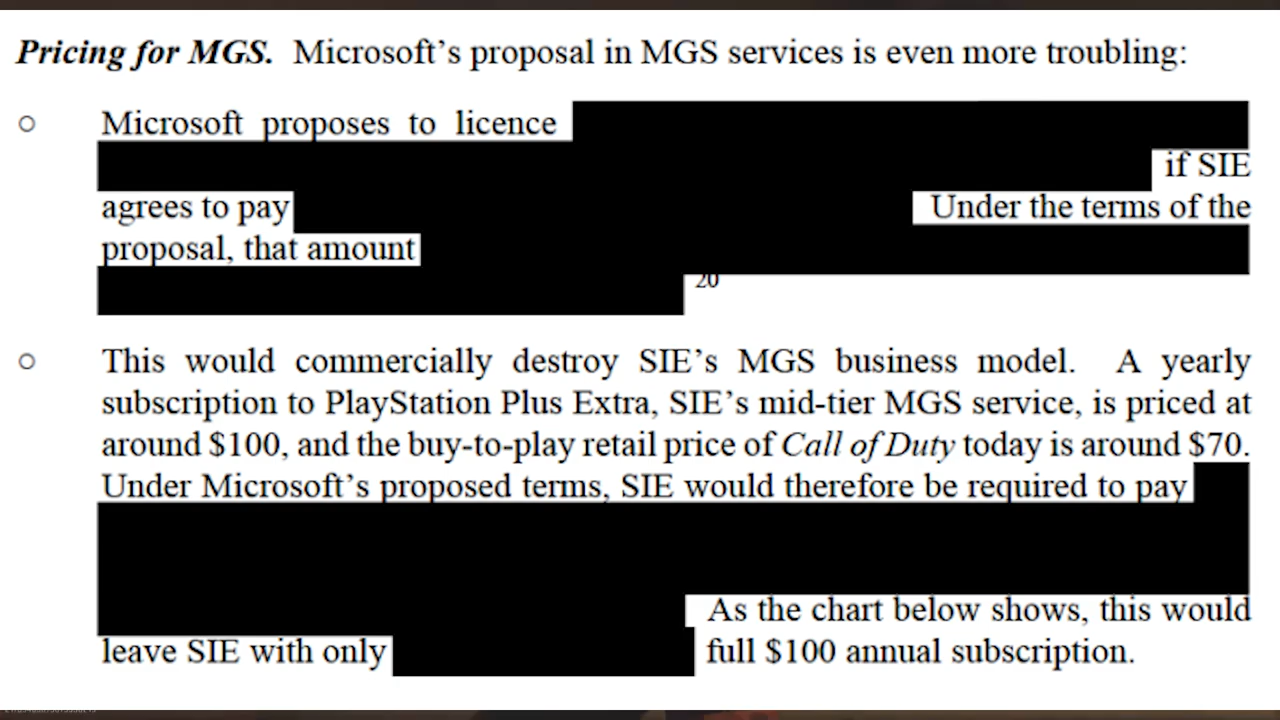 Pricing for MGS. Microsoft's proposal in MGS services is even more troubling:
○ Microsoft proposes to licence
if SIE
agrees to pay Under the terms of the
proposal, that amount
20
○ This would commercially destroy SIE's MGS business model. A yearly
subscription to PlayStation Plus Extra, SIE's mid-tier MGS service, is priced at
around $100, and the buy-to-play retail price of Call of Duty today is around $70.
Under Microsoft's proposed terms, SIE would therefore be required to pay
As the chart below shows, this would
leave SIE with only full $100 annual subscription.